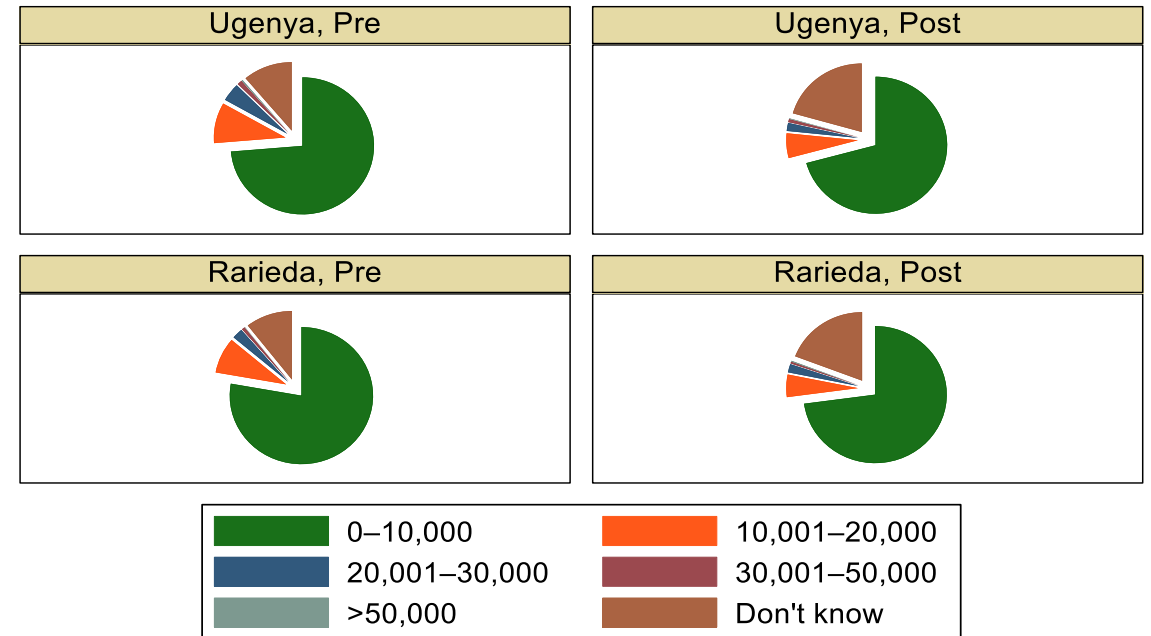 Ugenya, Pre
Ugenya, Post
Rarieda, Pre
Rarieda, Post
0–10,000
10,001–20,000
20,001–30,000
30,001–50,000
>50,000
Don't know